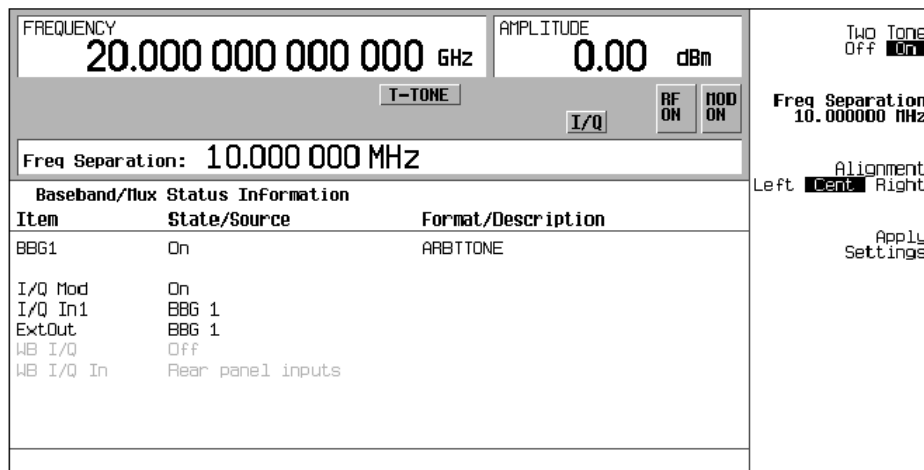 FREQUENCY
20.000 000 000 000 GHz
AMPLITUDE
0.00 dBm
T-TONE
I/Q
RF ON
MOD ON
Freq Separation: 10.000 000 MHz
Baseband/Mux Status Information
Item State/Source Format/Description
BBG1 On ARBTTONE
I/Q Mod On
I/Q In1 BBG 1
ExtOut BBG 1
WB I/Q Off
WB I/Q In Rear panel inputs
Two Tone
Off On
Freq Separation
10.000000 MHz
Alignment
Left Cent Right
Apply
Settings